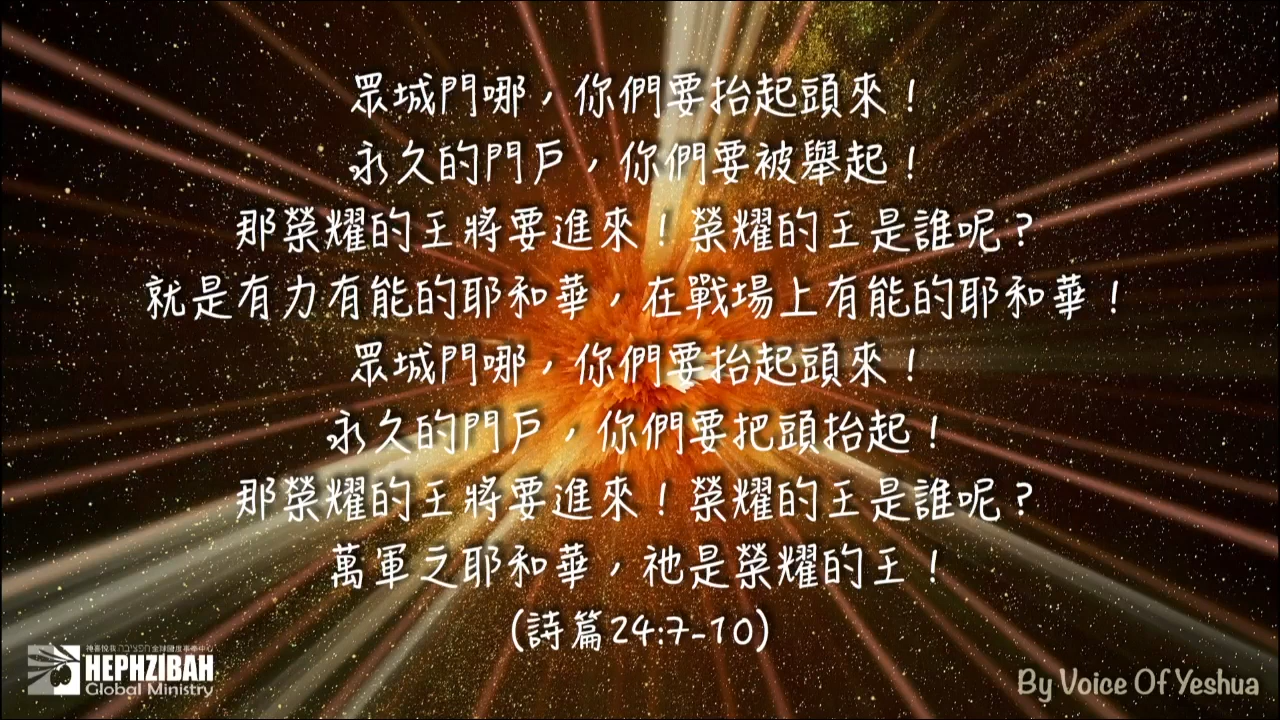 眾城門哪，你們要抬起頭來！
永久的門戶，你們要被舉起！
那榮耀的王將要進來！榮耀的王是誰呢？
就是有力有能的耶和華，在戰場上有能的耶和華！
眾城門哪，你們要抬起頭來！
永久的門戶，你們要把頭抬起！
那榮耀的王將要進來！榮耀的王是誰呢？
萬軍之耶和華，祂是榮耀的王！
(詩篇24:7-10)
HEPHZIBAH
Global Ministry
By Voice Of Yeshua